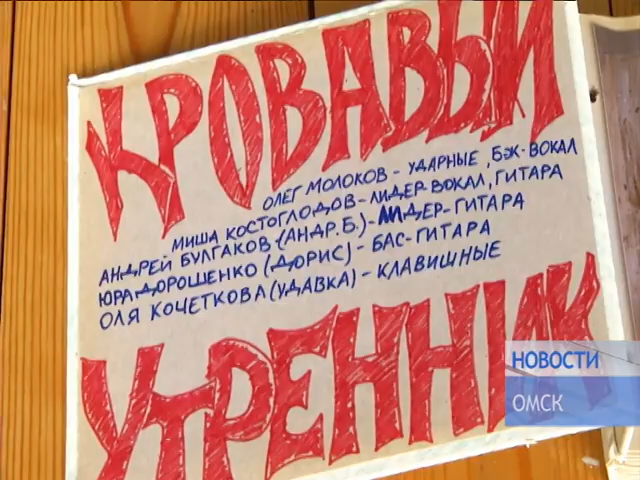 КРОВАВЫЙ
ОЛЕГ МОЛОКОВ - УДАРНЫЕ, БЭК-ВОКАЛ
МИША КОСТОГЛОДОВ - ЛИДЕР-ВОКАЛ, ГИТАРА
АНДРЕЙ БУЛГАКОВ-(АНДР.Б.)-ЛИДЕР-ГИТАРА
ЮРА ДОРОШЕНКО (ДОРИС)- БАС-ГИТАРА
ОЛЯ КОЧЕТКОВА (УДАВКА) - КЛАВИШНЫЕ
УТРЕННИК
НОВОСТИ
ОМСК